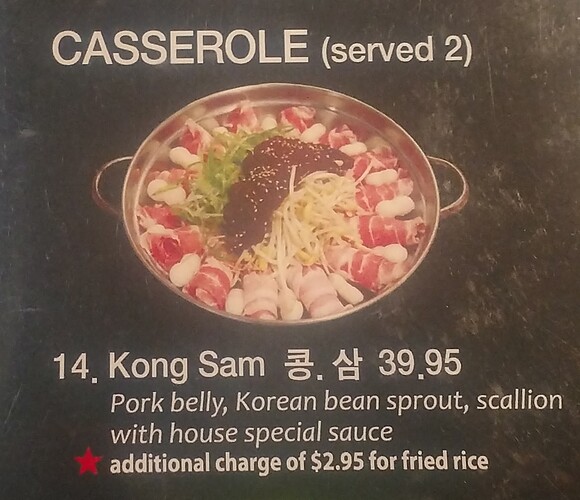 CASSEROLE (served 2)
14. Kong Sam 콩.삼 39.95
Pork belly, Korean bean sprout, scallion
with house special sauce
★ additional charge of $2.95 for fried rice